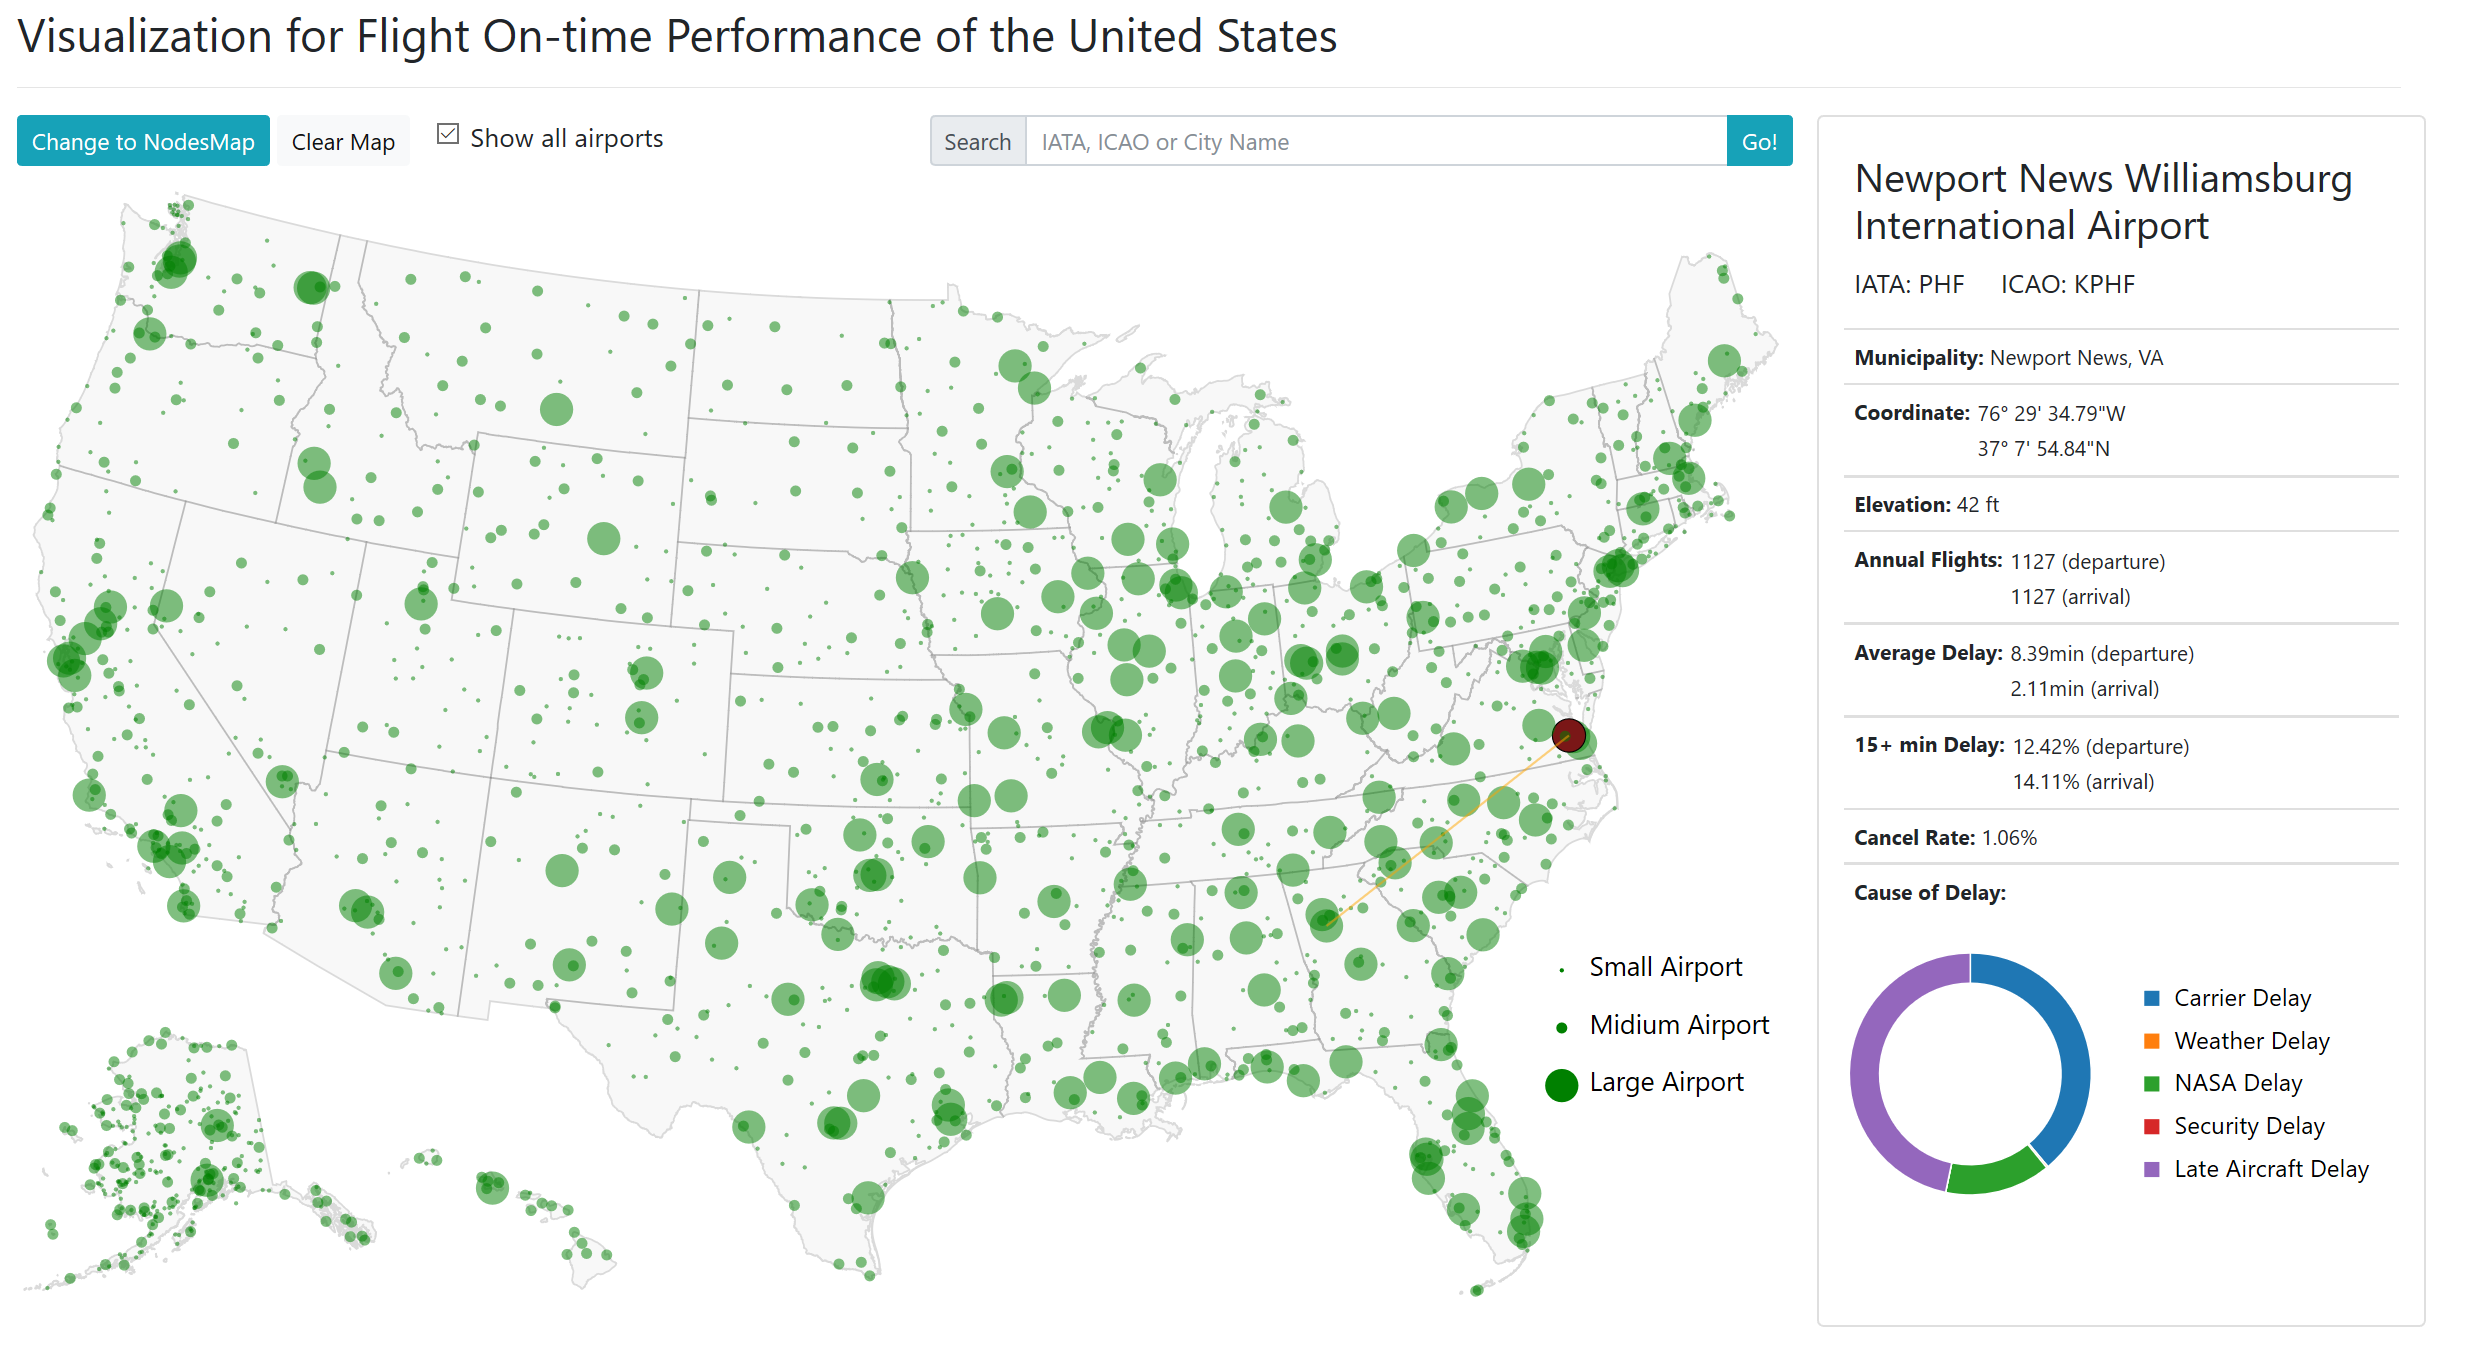 Visualization for Flight On-time Performance of the United States
Change to NodesMap
Clear Map
Show all airports
Search
IATA, ICAO or City Name
Go!
Small Airport
Midium Airport
Large Airport
Newport News Williamsburg
International Airport
IATA: PHF ICAO: KPHF
Municipality: Newport News, VA
Coordinate: 76° 29' 34.79"W
37° 7' 54.84"N
Elevation: 42 ft
Annual Flights: 1127 (departure)
1127 (arrival)
Average Delay: 8.39min (departure)
2.11min (arrival)
15+ min Delay: 12.42% (departure)
14.11% (arrival)
Cancel Rate: 1.06%
Cause of Delay:
Carrier Delay
Weather Delay
NASA Delay
Security Delay
Late Aircraft Delay